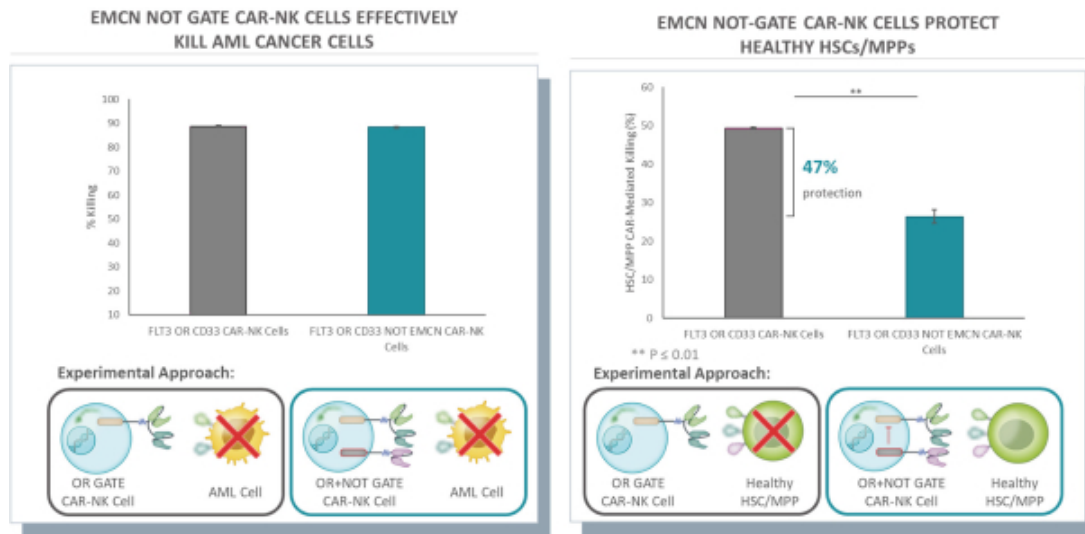 EMCN NOT GATE CAR-NK CELLS EFFECTIVELY
KILL AML CANCER CELLS
100
90
80
70
60
50
40
30
20
10
% Killing
FLT3 OR CD33 CAR-NK Cells
FLT3 OR CD33 NOT EMCN CAR-NK
Cells
Experimental Approach:
OR GATE
CAR-NK Cell
AML Cell
OR+NOT GATE
CAR-NK Cell
AML Cell
EMCN NOT-GATE CAR-NK CELLS PROTECT
HEALTHY HSCs/MPPs
60
50
40
30
20
10
0
HSC/MPP CAR-Mediated Killing (%)
**
47%
protection
FLT3 OR CD33 CAR-NK Cells
FLT3 OR CD33 NOT EMCN CAR-NK
Cells
** P ≤ 0.01
Experimental Approach:
OR GATE
CAR-NK Cell
Healthy
HSC/MPP
OR+NOT GATE
CAR-NK Cell
Healthy
HSC/MPP